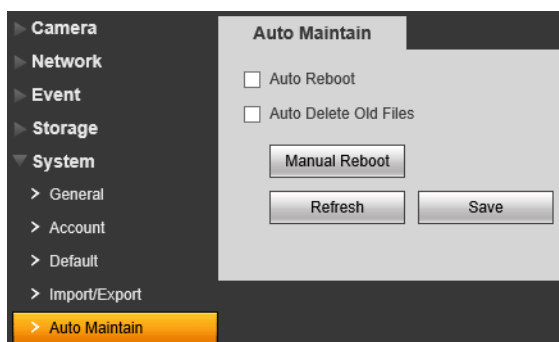 Camera
Network
Event
Storage
System
> General
> Account
> Default
> Import/Export
> Auto Maintain
Auto Maintain
Auto Reboot
Auto Delete Old Files
Manual Reboot
Refresh Save